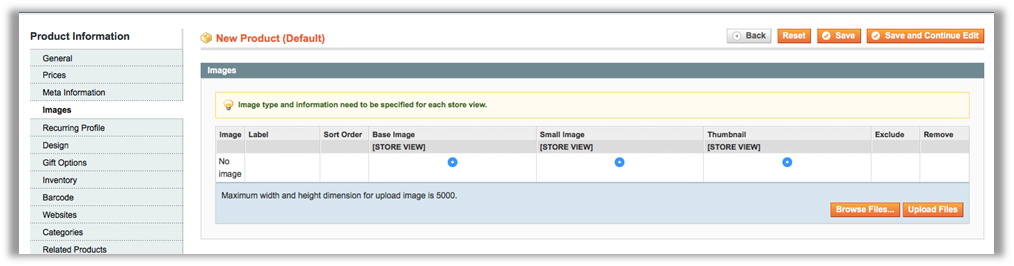 Product Information
General
Prices
Meta Information
Images
Recurring Profile
Design
Gift Options
Inventory
Barcode
Websites
Categories
Related Products
New Product (Default)
Back Reset Save Save and Continue Edit
Images
Image type and information need to be specified for each store view.
Image Label Sort Order Base Image Small Image Thumbnail Exclude Remove
[STORE VIEW] [STORE VIEW] [STORE VIEW]
No
image
Maximum width and height dimension for upload image is 5000.
Browse Files... Upload Files